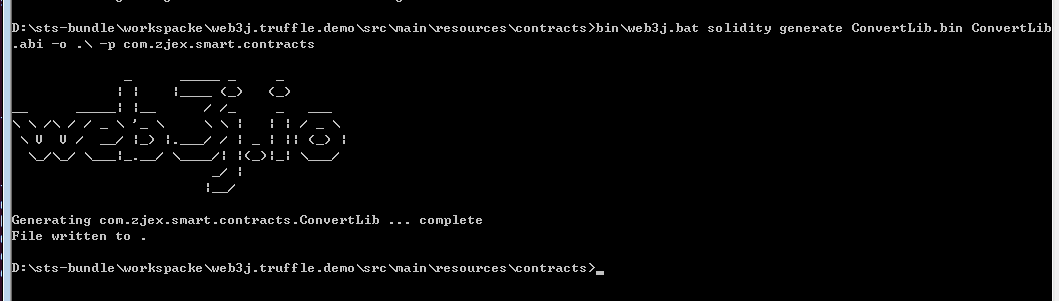 D:\sts-bundle\workspacke\web3j.truffle.demo\src\main\resources\contracts>bin\web3j.bat solidity generate ConvertLib.bin ConvertLib
.abi -o .\ -p com.zjex.smart.contracts
web3j.io
Generating com.zjex.smart.contracts.ConvertLib ... complete
File written to .
D:\sts-bundle\workspacke\web3j.truffle.demo\src\main\resources\contracts>_